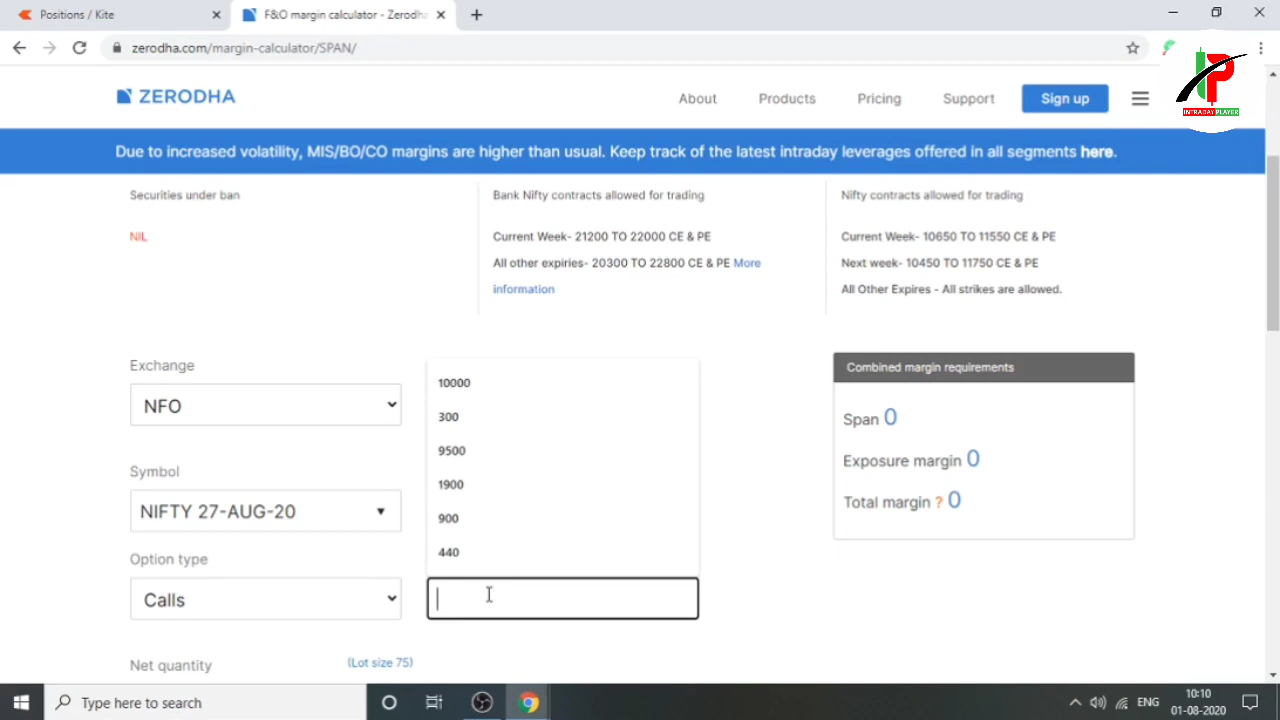 Positions / Kite
F&O margin calculator - Zerodha
zerodha.com/margin-calculator/SPAN/
ZERODHA
About
Products
Pricing
Support
Sign up
IP
INTRADAY PLAYER
Due to increased volatility, MIS/BO/CO margins are higher than usual. Keep track of the latest intraday leverages offered in all segments here.
Securities under ban
NIL
Bank Nifty contracts allowed for trading
Current Week- 21200 TO 22000 CE & PE
All other expiries- 20300 TO 22800 CE & PE More
information
Nifty contracts allowed for trading
Current Week- 10650 TO 11550 CE & PE
Next week- 10450 TO 11750 CE & PE
All Other Expires - All strikes are allowed.
Exchange
NFO
Symbol
NIFTY 27-AUG-20
Option type
Calls
Net quantity
(Lot size 75)
10000
300
9500
1900
900
440
Combined margin requirements
Span 0
Exposure margin 0
Total margin ? 0
Type here to search
ENG
10:10
01-08-2020